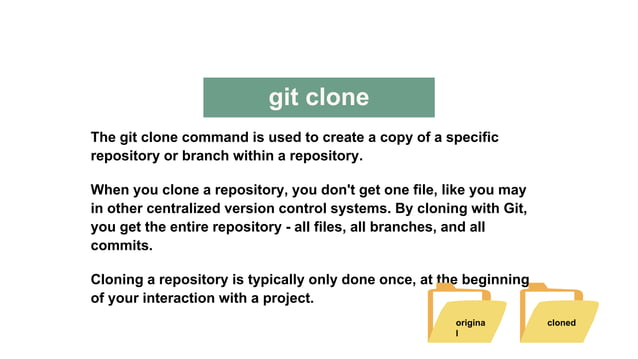 git clone
The git clone command is used to create a copy of a specific
repository or branch within a repository.
When you clone a repository, you don't get one file, like you may
in other centralized version control systems. By cloning with Git,
you get the entire repository - all files, all branches, and all
commits.
Cloning a repository is typically only done once, at the beginning
of your interaction with a project.
origina
l
cloned